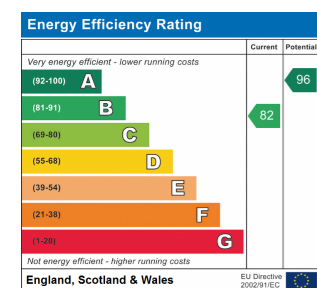 Energy Efficiency Rating
Current Potential
Very energy efficient - lower running costs
(92-100) A 96
(81-91) B 82
(69-80) C
(55-68) D
(39-54) E
(21-38) F
(1-20) G
Not energy efficient - higher running costs
England, Scotland & Wales
EU Directive
2002/91/EC